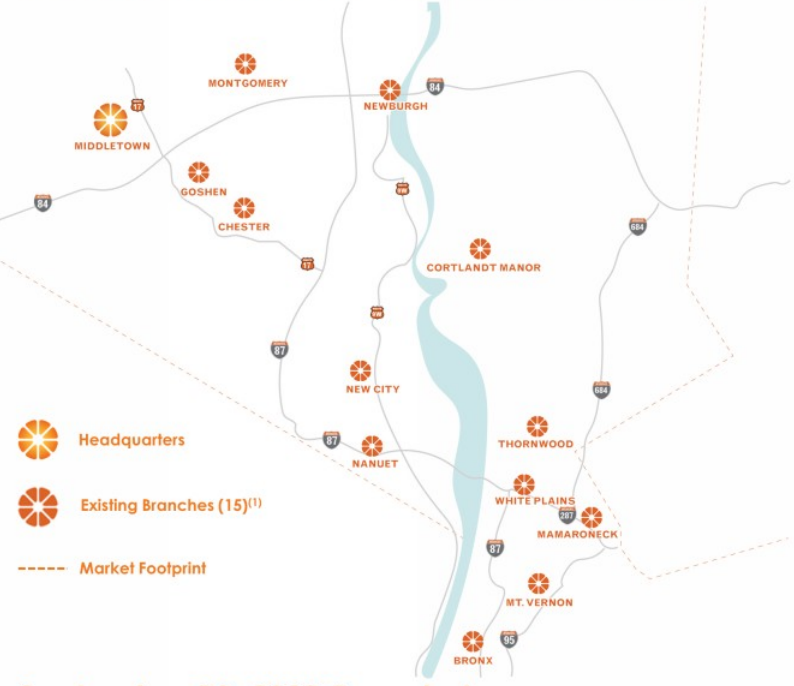 MONTGOMERY
84
NEWBURGH
17
MIDDLETOWN
GOSHEN
9W
84
CHESTER
684
CORTLANDT MANOR
17
9W
87
NEW CITY
684
Headquarters
87
THORNWOOD
NANUET
Existing Branches (15)(1)
WHITE PLAINS
287
MAMARONECK
87
Market Footprint
MT. VERNON
95
BRONX